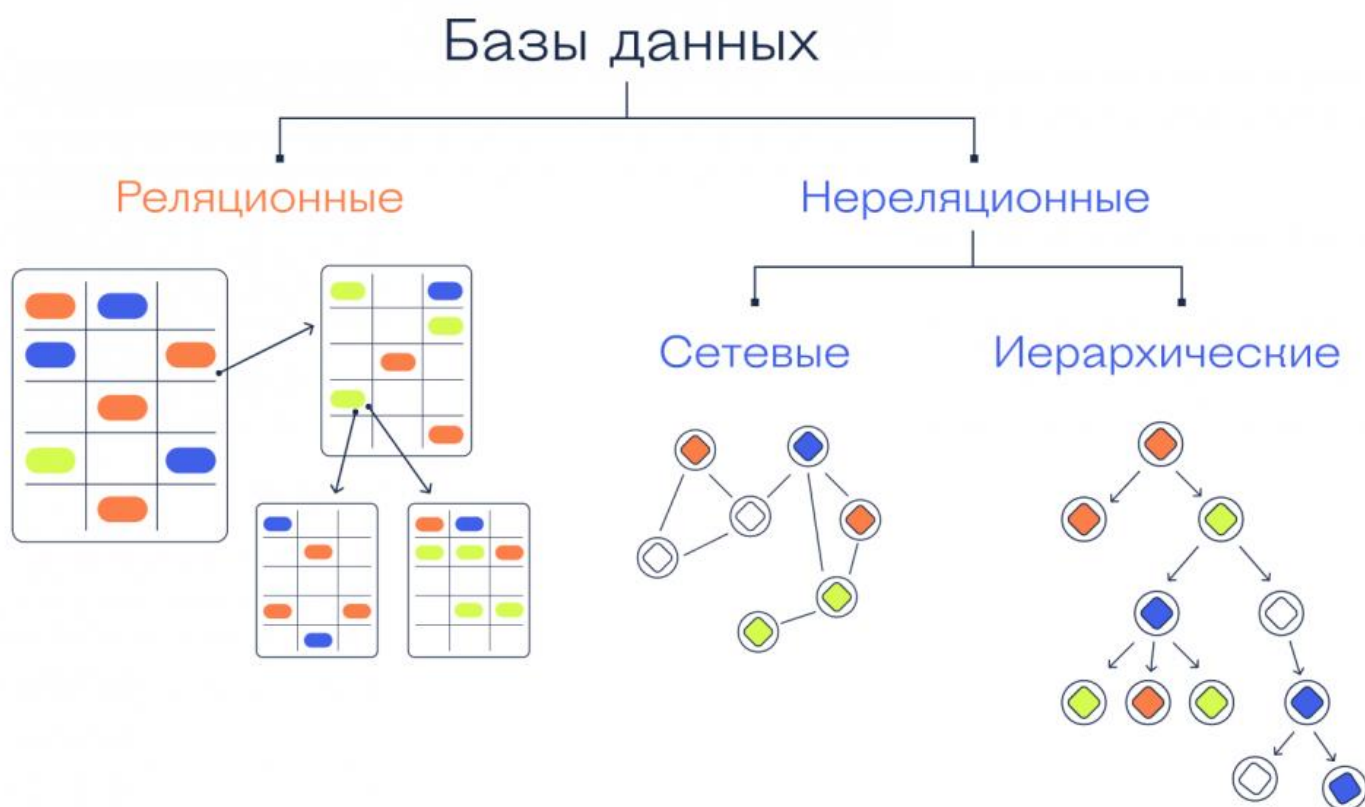 Базы данных
Реляционные
Нереляционные
Сетевые
Иерархические